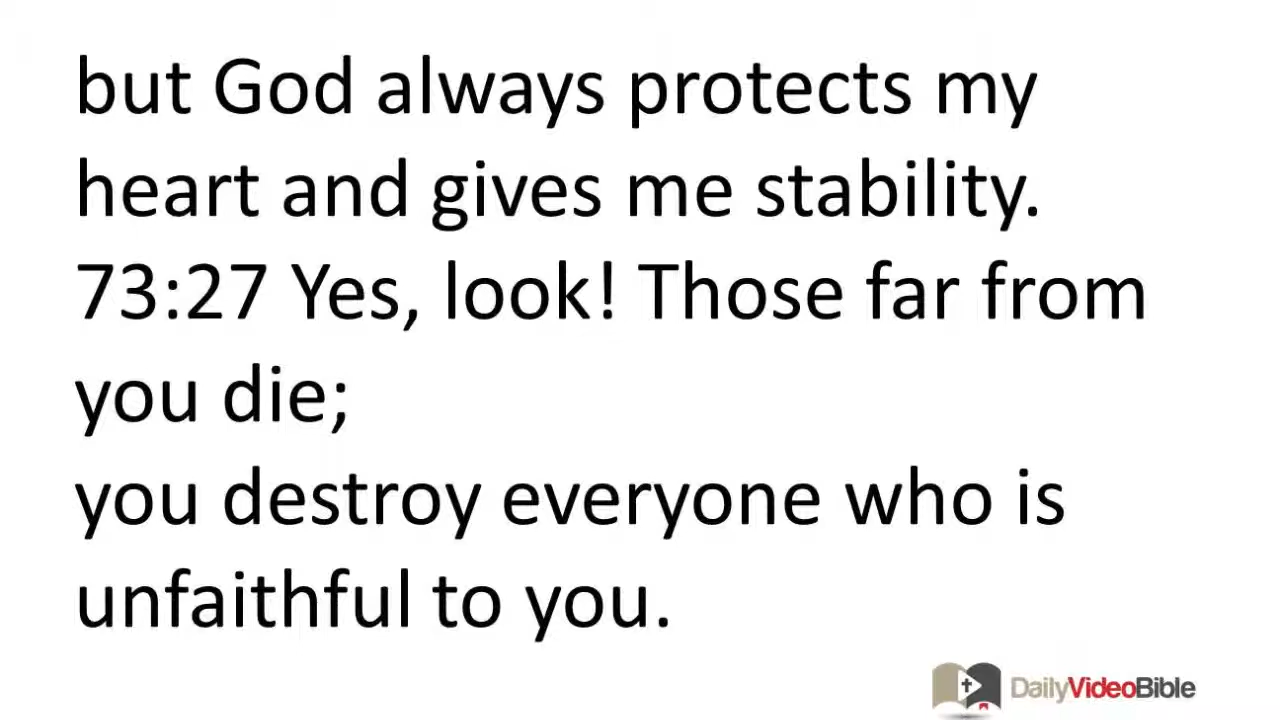 but God always protects my
heart and gives me stability.
73:27 Yes, look! Those far from
you die;
you destroy everyone who is
unfaithful to you.
DailyVideoBible